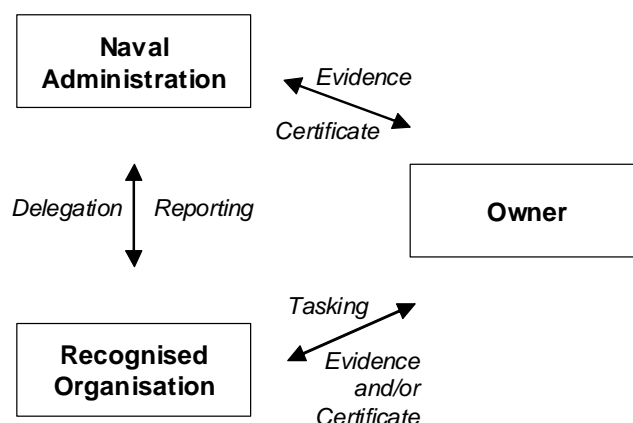 Naval
Administration
Evidence
Certificate
Owner
Delegation
Reporting
Tasking
Recognised
Organisation
Evidence
and/or
Certificate